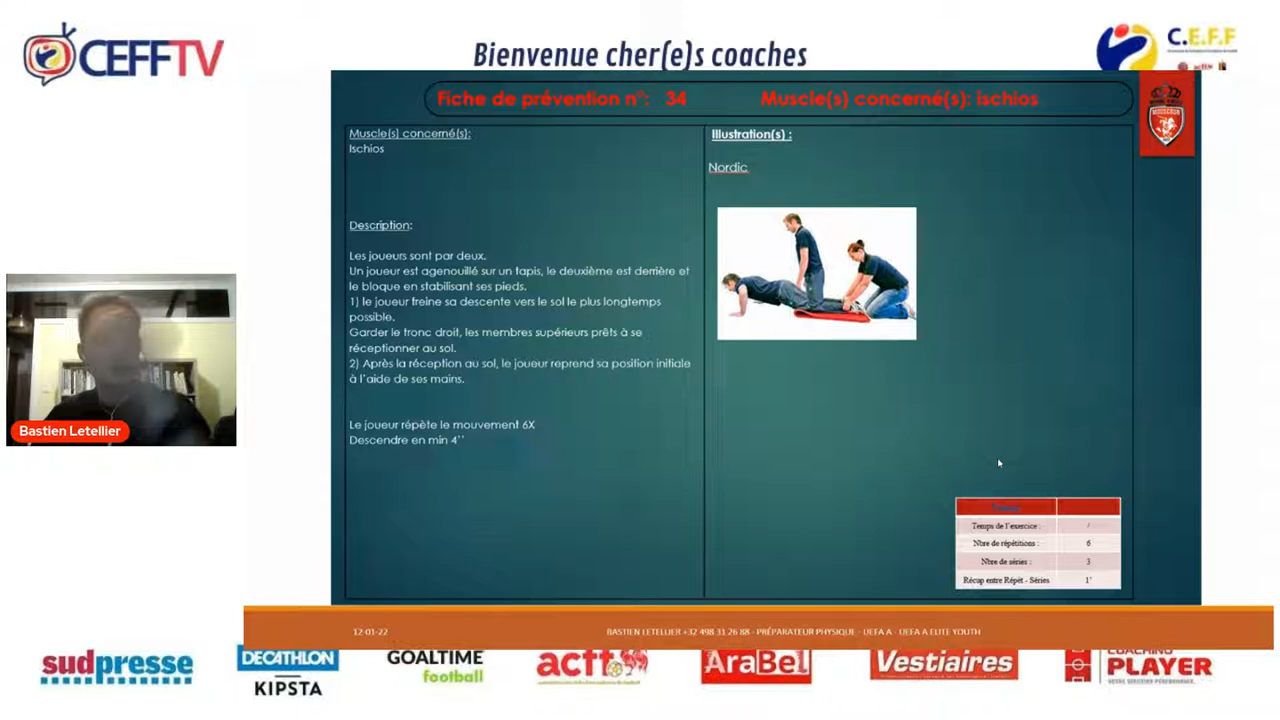 CEFFTV
Bienvenue cher(e)s coaches
C.E.F.F
Fiche de prévention n°: 34
Muscle(s) concerné(s): ischios
Muscle(s) concerné(s):
Ischios
Description:
Les joueurs sont par deux.
Un joueur est agenouillé sur un tapis, le deuxième est derrière et
le bloque en stabilisant ses pieds.
1) le joueur freine sa descente vers le sol le plus longtemps
possible.
Garder le tronc droit, les membres supérieurs prêts à se
réceptionner au sol.
2) Après la réception au sol, le joueur reprend sa position initiale
à l'aide de ses mains.
Le joueur répète le mouvement 6X
Descendre en min 4''
Illustration(s) :
Nordic
Temps de l'exercice : /
Nbre de répétitions : 6
Nbre de séries : 3
Récup entre Répét - Séries 1'
Bastien Letellier
12-01-22
BASTIEN LETELLIER +32 498 31 26 88 - PRÉPARATEUR PHYSIQUE - UEFA A - UEFA A ELITE YOUTH
sudpresse
DECATHLON
KIPSTA
GOALTIME
football
actt
AraBel
Vestiaires
COACHING
PLAYER